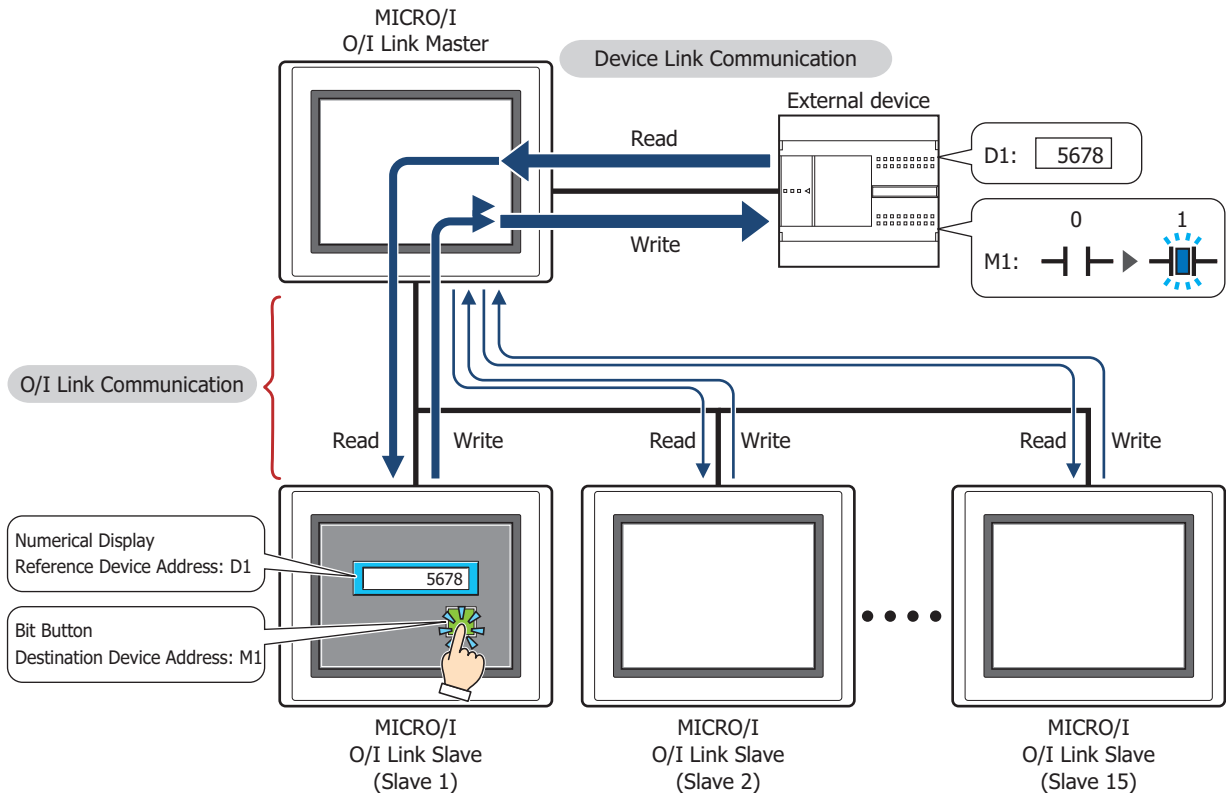 MICRO/I
O/I Link Master
Device Link Communication
External device
Read
D1: 5678
Write
0 1
M1:
O/I Link Communication
Read Write Read Write Read Write
Numerical Display
Reference Device Address: D1
5678
Bit Button
Destination Device Address: M1
MICRO/I
O/I Link Slave
(Slave 1)
MICRO/I
O/I Link Slave
(Slave 2)
MICRO/I
O/I Link Slave
(Slave 15)